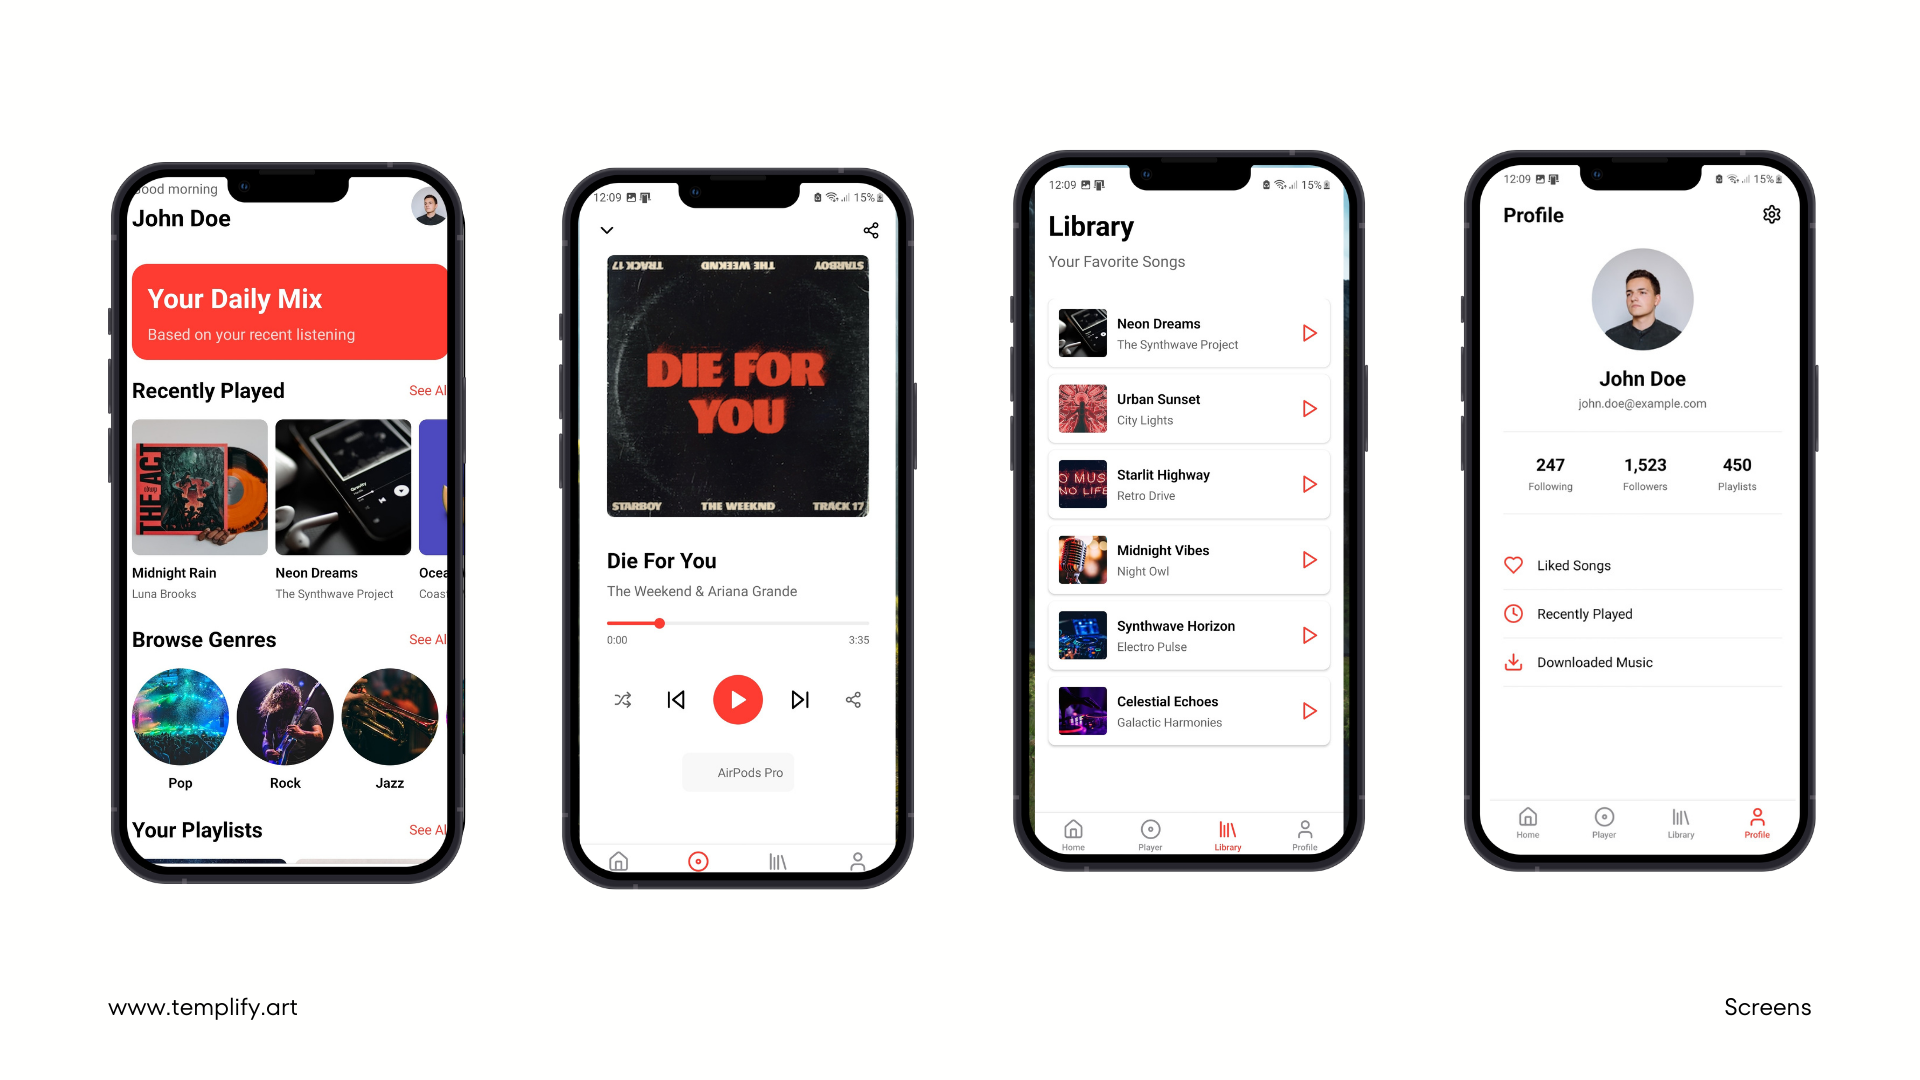 ood morning
John Doe
Your Daily Mix
Based on your recent listening
Recently Played
See Al
THE ACT
Midnight Rain
Luna Brooks
Neon Dreams
The Synthwave Project
Ocea
Coas
Browse Genres
See Al
Pop
Rock
Jazz
Your Playlists
See Al
12:09
15%
STARBOY THE WEEKND TRACK 17
DIE FOR
YOU
STARBOY THE WEEKND TRACK 17
Die For You
The Weekend & Ariana Grande
0:00
3:35
AirPods Pro
12:09
15%
Library
Your Favorite Songs
Neon Dreams
The Synthwave Project
Urban Sunset
City Lights
O MUS
NO LIFE
Starlit Highway
Retro Drive
Midnight Vibes
Night Owl
Synthwave Horizon
Electro Pulse
Celestial Echoes
Galactic Harmonies
Home
Player
Library
Profile
12:09
15%
Profile
John Doe
john.doe@example.com
247
Following
1,523
Followers
450
Playlists
Liked Songs
Recently Played
Downloaded Music
Home
Player
Library
Profile
www.templify.art
Screens